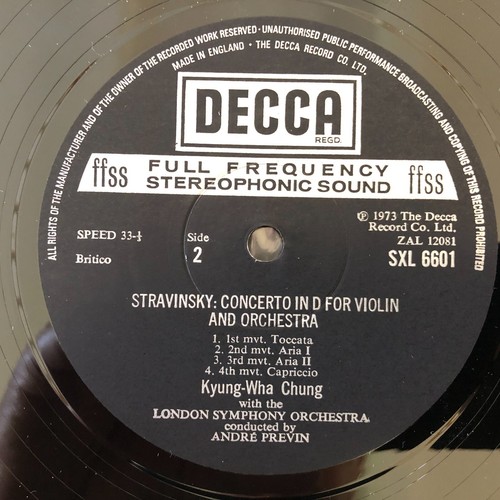 ALL RIGHTS OF THE MANUFACTURER AND OF THE OWNER OF THE RECORDED WORK RESERVED · UNAUTHORISED PUBLIC PERFORMANCE BROADCASTING AND COPYING OF THIS RECORD PROHIBITED
MADE IN ENGLAND · THE DECCA RECORD CO. LTD.
DECCA
REGD.
ffss FULL FREQUENCY STEREOPHONIC SOUND ffss
℗ 1973 The Decca
Record Co. Ltd.
SPEED 33-⅓
Side
ZAL 12081
Britico
2
SXL 6601
STRAVINSKY: CONCERTO IN D FOR VIOLIN
AND ORCHESTRA
1. 1st mvt. Toccata
2. 2nd mvt. Aria I
3. 3rd mvt. Aria II
4. 4th mvt. Capriccio
Kyung-Wha Chung
with the
LONDON SYMPHONY ORCHESTRA
conducted by
ANDRÉ PREVIN